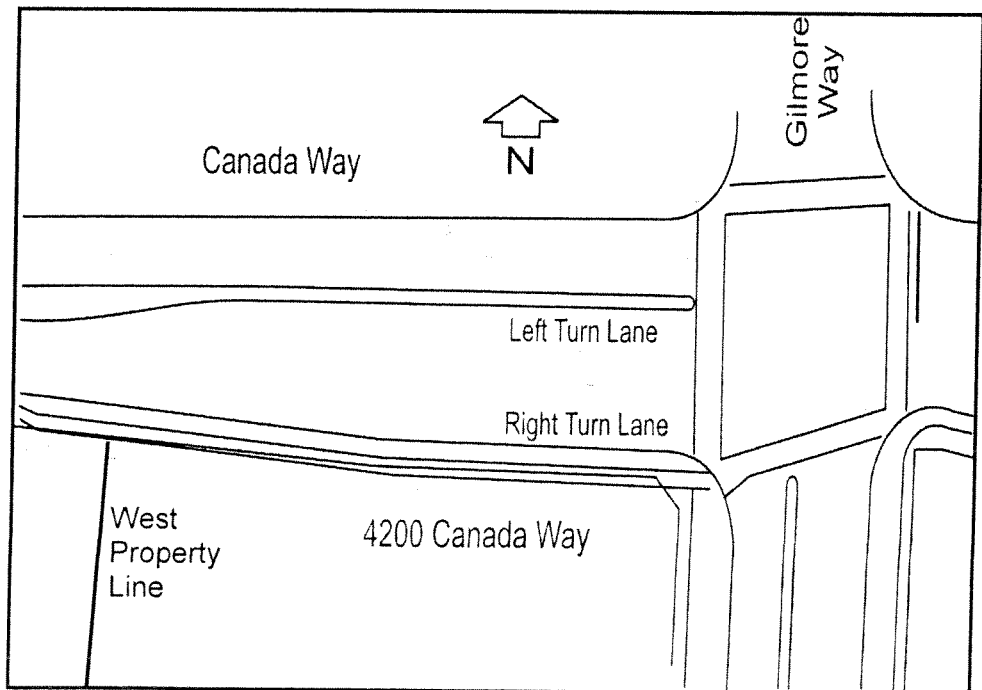 Gilmore
Way
Canada Way
N
Left Turn Lane
Right Turn Lane
West
Property
Line
4200 Canada Way